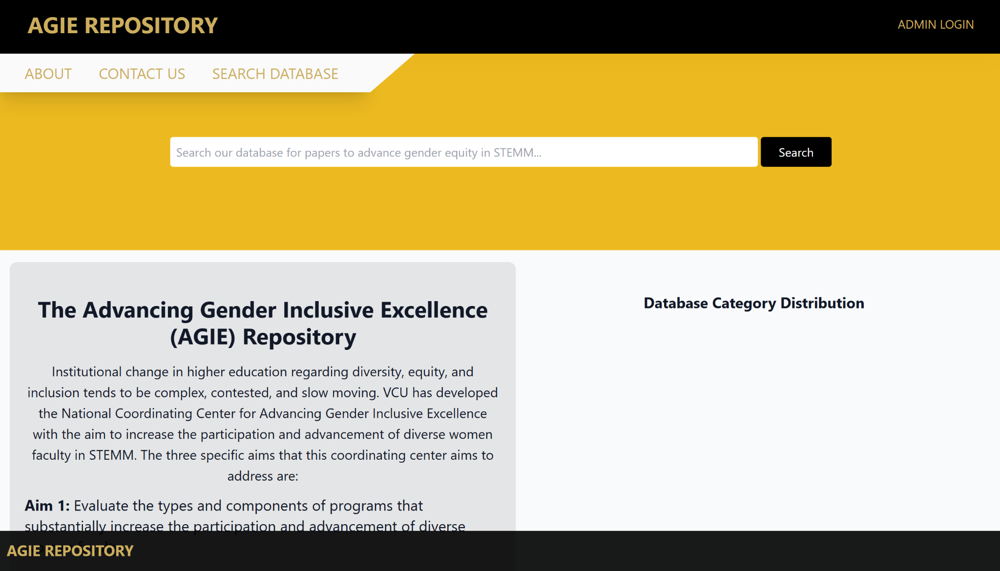 AGIE REPOSITORY
ADMIN LOGIN
ABOUT
CONTACT US
SEARCH DATABASE
Search our database for papers to advance gender equity in STEMM...
Search
The Advancing Gender Inclusive Excellence
(AGIE) Repository
Institutional change in higher education regarding diversity, equity, and
inclusion tends to be complex, contested, and slow moving. VCU has developed
the National Coordinating Center for Advancing Gender Inclusive Excellence
with the aim to increase the participation and advancement of diverse women
faculty in STEMM. The three specific aims that this coordinating center aims to
address are:
Aim 1: Evaluate the types and components of programs that
substantially increase the participation and advancement of diverse
Database Category Distribution
AGIE REPOSITORY